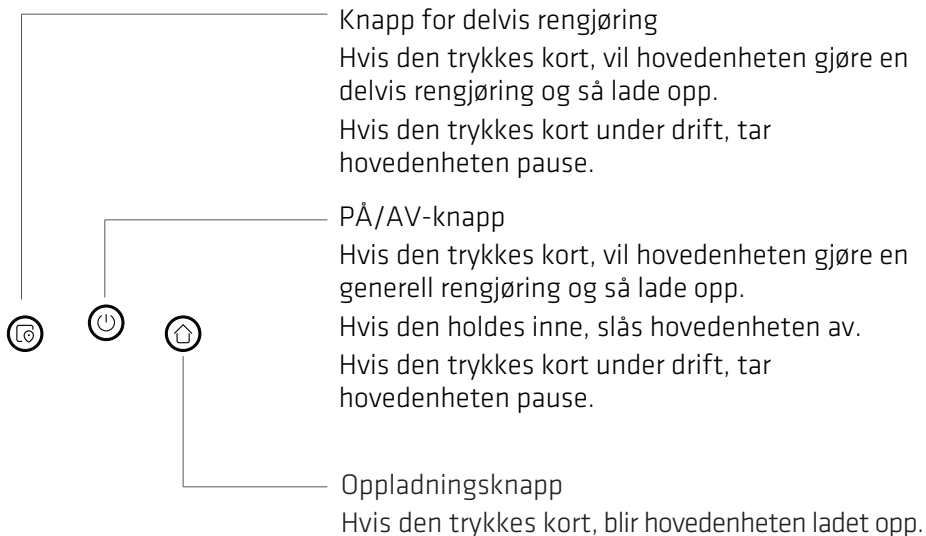 Knapp for delvis rengjøring
Hvis den trykkes kort, vil hovedenheten gjøre en
delvis rengjøring og så lade opp.
Hvis den trykkes kort under drift, tar
hovedenheten pause.
PÅ/AV-knapp
Hvis den trykkes kort, vil hovedenheten gjøre en
generell rengjøring og så lade opp.
Hvis den holdes inne, slås hovedenheten av.
Hvis den trykkes kort under drift, tar
hovedenheten pause.
Oppladningsknapp
Hvis den trykkes kort, blir hovedenheten ladet opp.